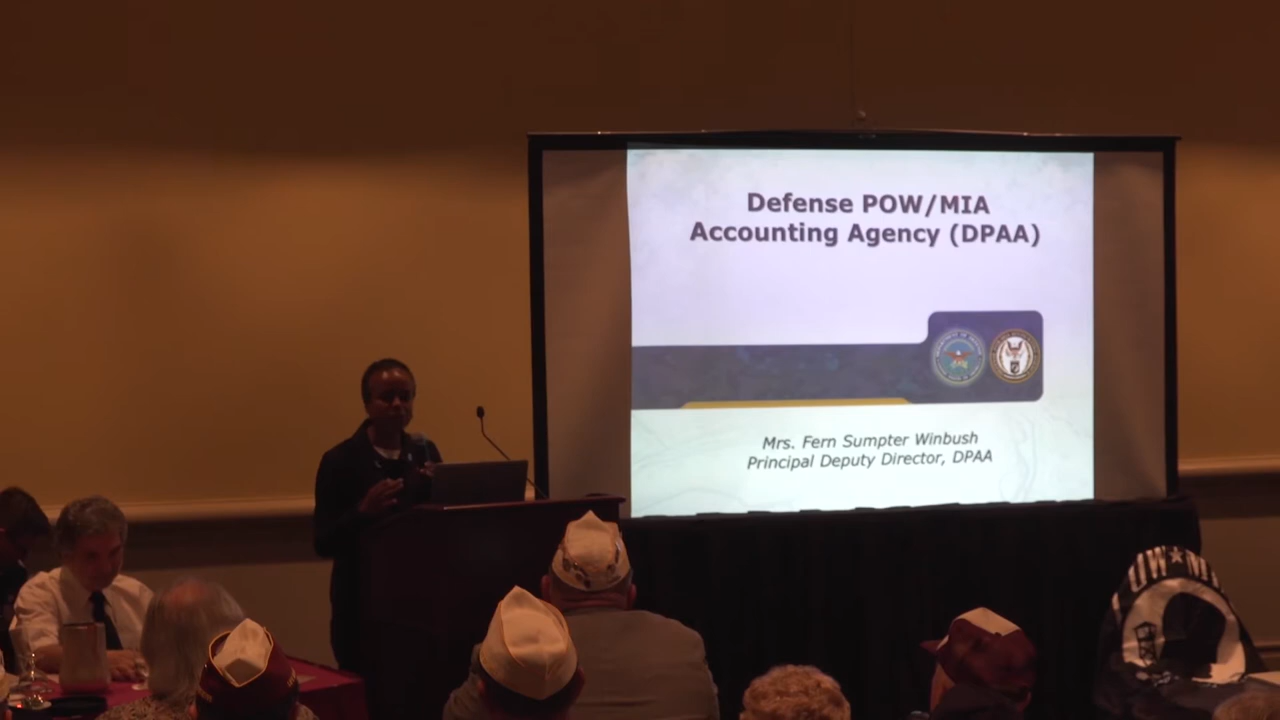 Defense POW/MIA
Accounting Agency (DPAA)
Mrs. Fern Sumpter Winbush
Principal Deputy Director, DPAA